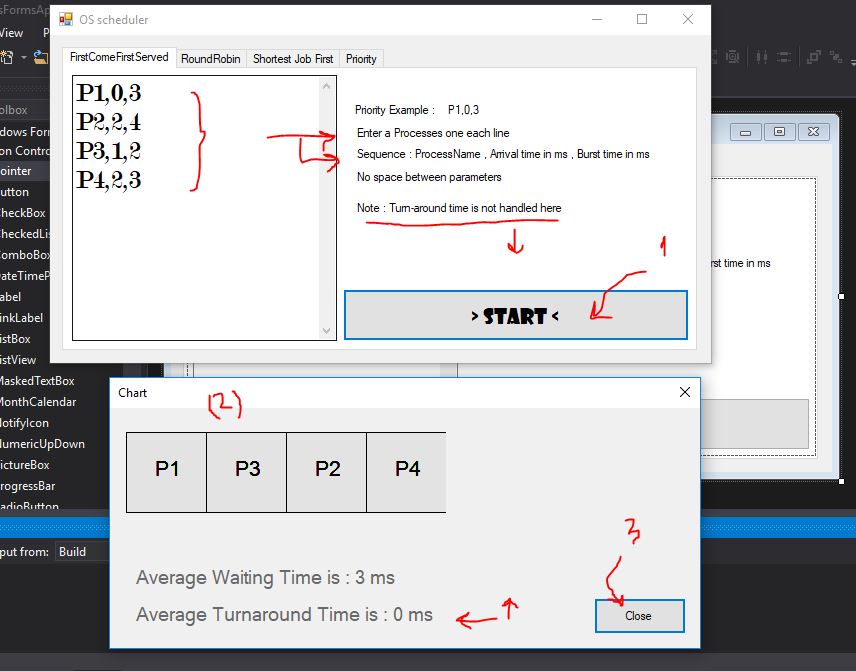 sFormsAp
View
OS scheduler
FirstComeFirstServed
RoundRobin
Shortest Job First
Priority
P1,0,3
P2,2,4
P3,1,2
P4,2,3
Priority Example : P1,0,3
Enter a Processes one each line
Sequence : ProcessName , Arrival time in ms , Burst time in ms
No space between parameters
Note : Turn-around time is not handled here
1
> START <
olbox
dows Forn
on Contro
ointer
utton
heckBox
heckedLis
omboBox
ateTimeP
abel
inkLabel
istBox
istView
MaskedTextBox
MonthCalendar
NotifyIcon
NumericUpDown
PictureBox
rogressBar
RadioButton
rst time in ms
Chart
(2)
P1
P3
P2
P4
Average Waiting Time is : 3 ms
Average Turnaround Time is : 0 ms
3
Close
put from:
Build